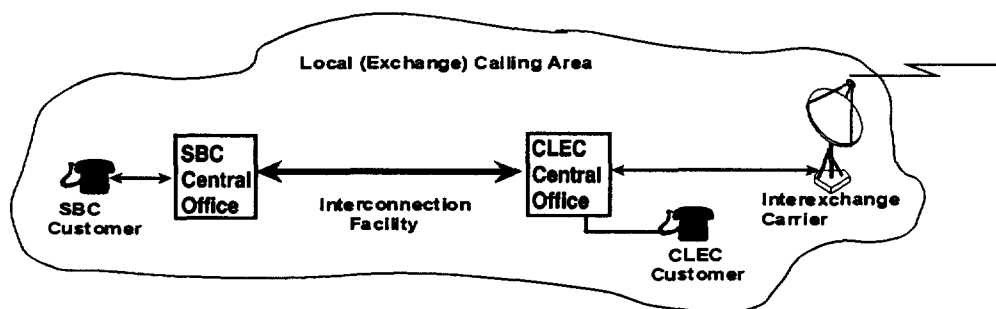 Local (Exchange) Calling Area
SBC
Central
Office
CLEC
Central
Office
SBC
Customer
Interconnection
Facility
Interexchange
Carrier
CLEC
Customer